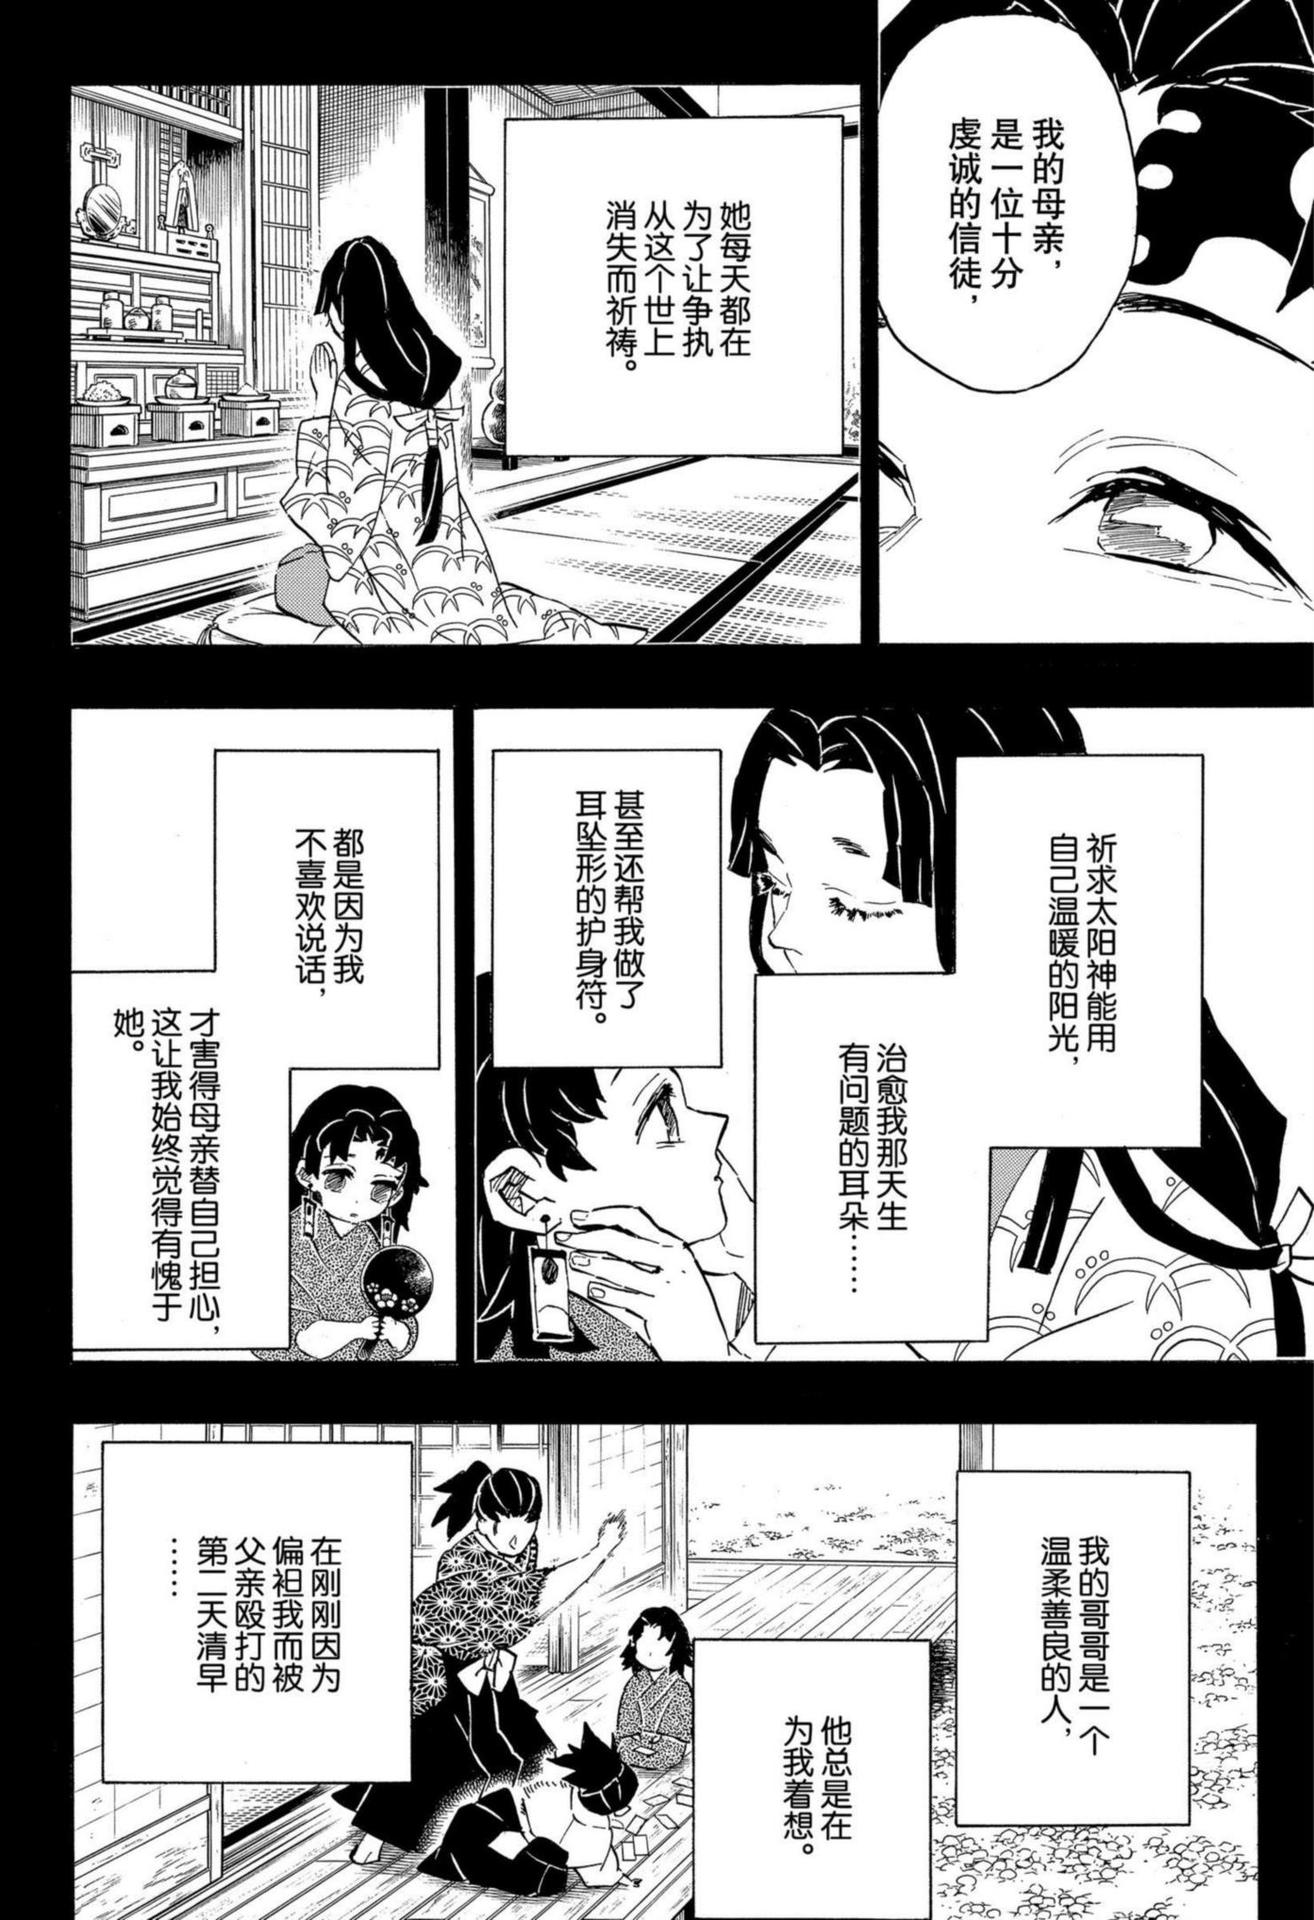 我的母亲，
是一位十分
虔诚的信徒，
她每天都在
为了让争执
从这个世上
消失而祈祷。
祈求太阳神能用
自己温暖的阳光，
治愈我那天生
有问题的耳朵……
甚至还帮我做了
耳坠形的护身符。
都是因为我
不喜欢说话，
才害得母亲替自己担心，
这让我始终觉得有愧于
她。
我的哥哥是一个
温柔善良的人，
他总是在
为我着想。
在刚刚因为
偏袒我而被
父亲殴打的
第二天清早
……